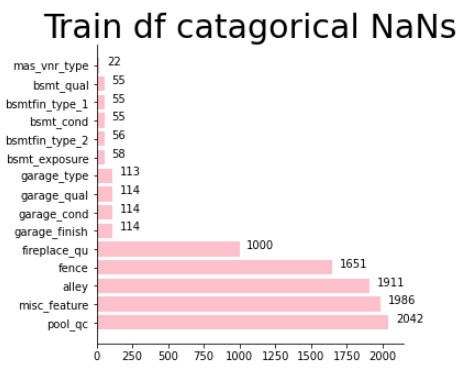 Train df catagorical NaNs
mas_vnr_type 22
bsmt_qual 55
bsmtfin_type_1 55
bsmt_cond 55
bsmtfin_type_2 56
bsmt_exposure 58
garage_type 113
garage_qual 114
garage_cond 114
garage_finish 114
fireplace_qu 1000
fence 1651
alley 1911
misc_feature 1986
pool_qc 2042
0 250 500 750 1000 1250 1500 1750 2000